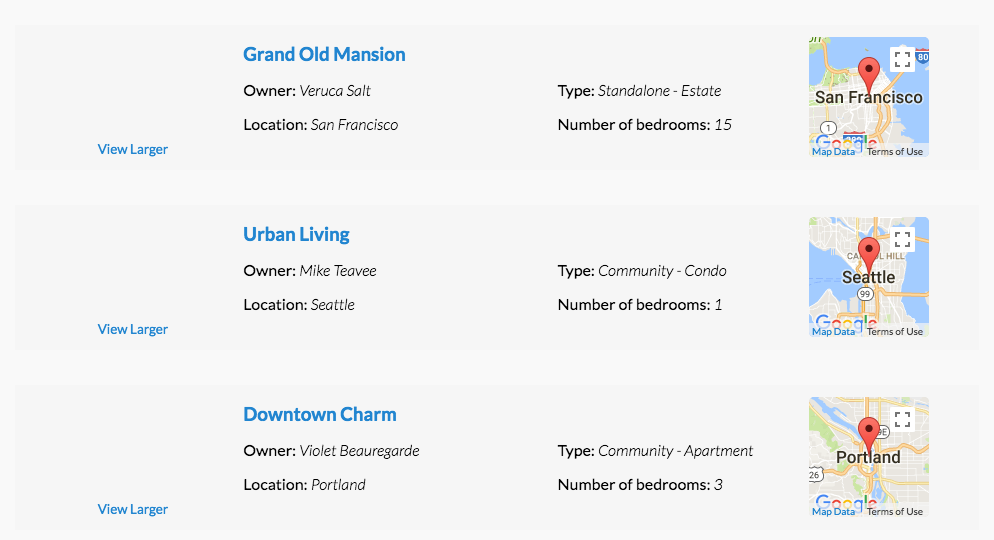 Grand Old Mansion
Owner: Veruca Salt
Type: Standalone - Estate
Location: San Francisco
Number of bedrooms: 15
View Larger
80
San Francisco
1
Google
Map Data Terms of Use
Urban Living
Owner: Mike Teavee
Type: Community - Condo
Location: Seattle
Number of bedrooms: 1
View Larger
Seattle
99
Google
Map Data Terms of Use
Downtown Charm
Owner: Violet Beauregarde
Type: Community - Apartment
Location: Portland
Number of bedrooms: 3
View Larger
Portland
26
Google
Map Data Terms of Use